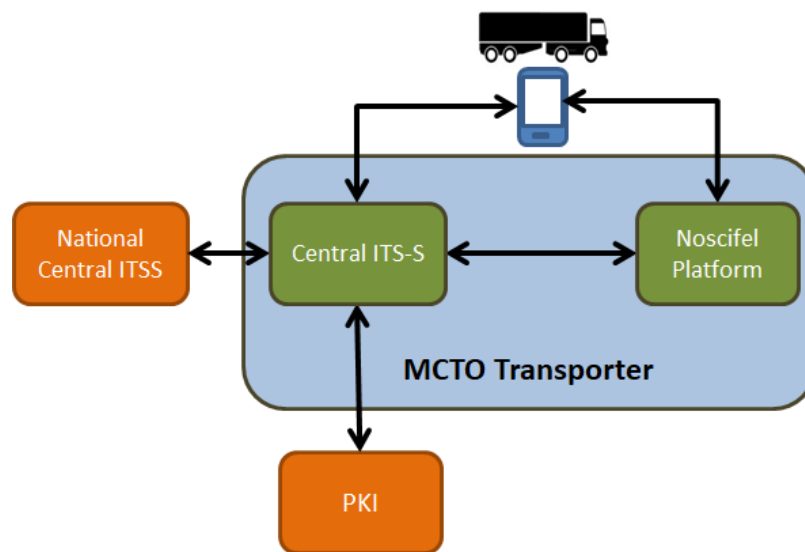 National
Central ITSS
Central ITS-S
Noscifel
Platform
MCTO Transporter
PKI